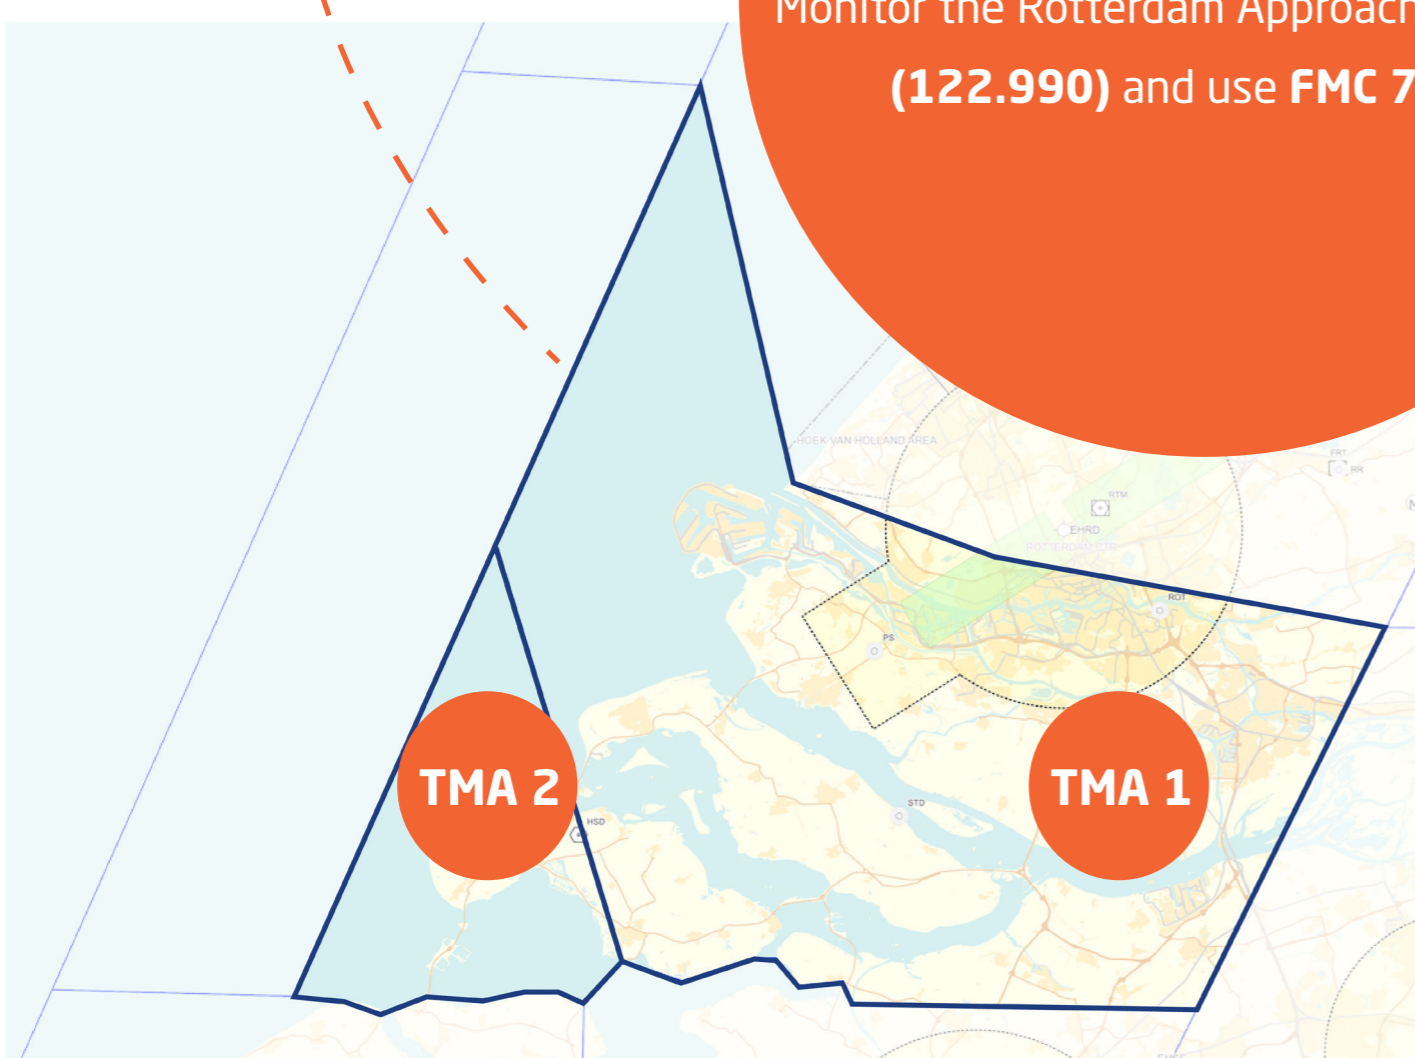 Monitor the Rotterdam Approach
(122.990) and use FMC 7
HOEK VAN HOLLAND AREA
FRT
RR
RTM
EHRD
ROTTERDAM CTR
ROT
PS
TMA 2
TMA 1
STD
HSD